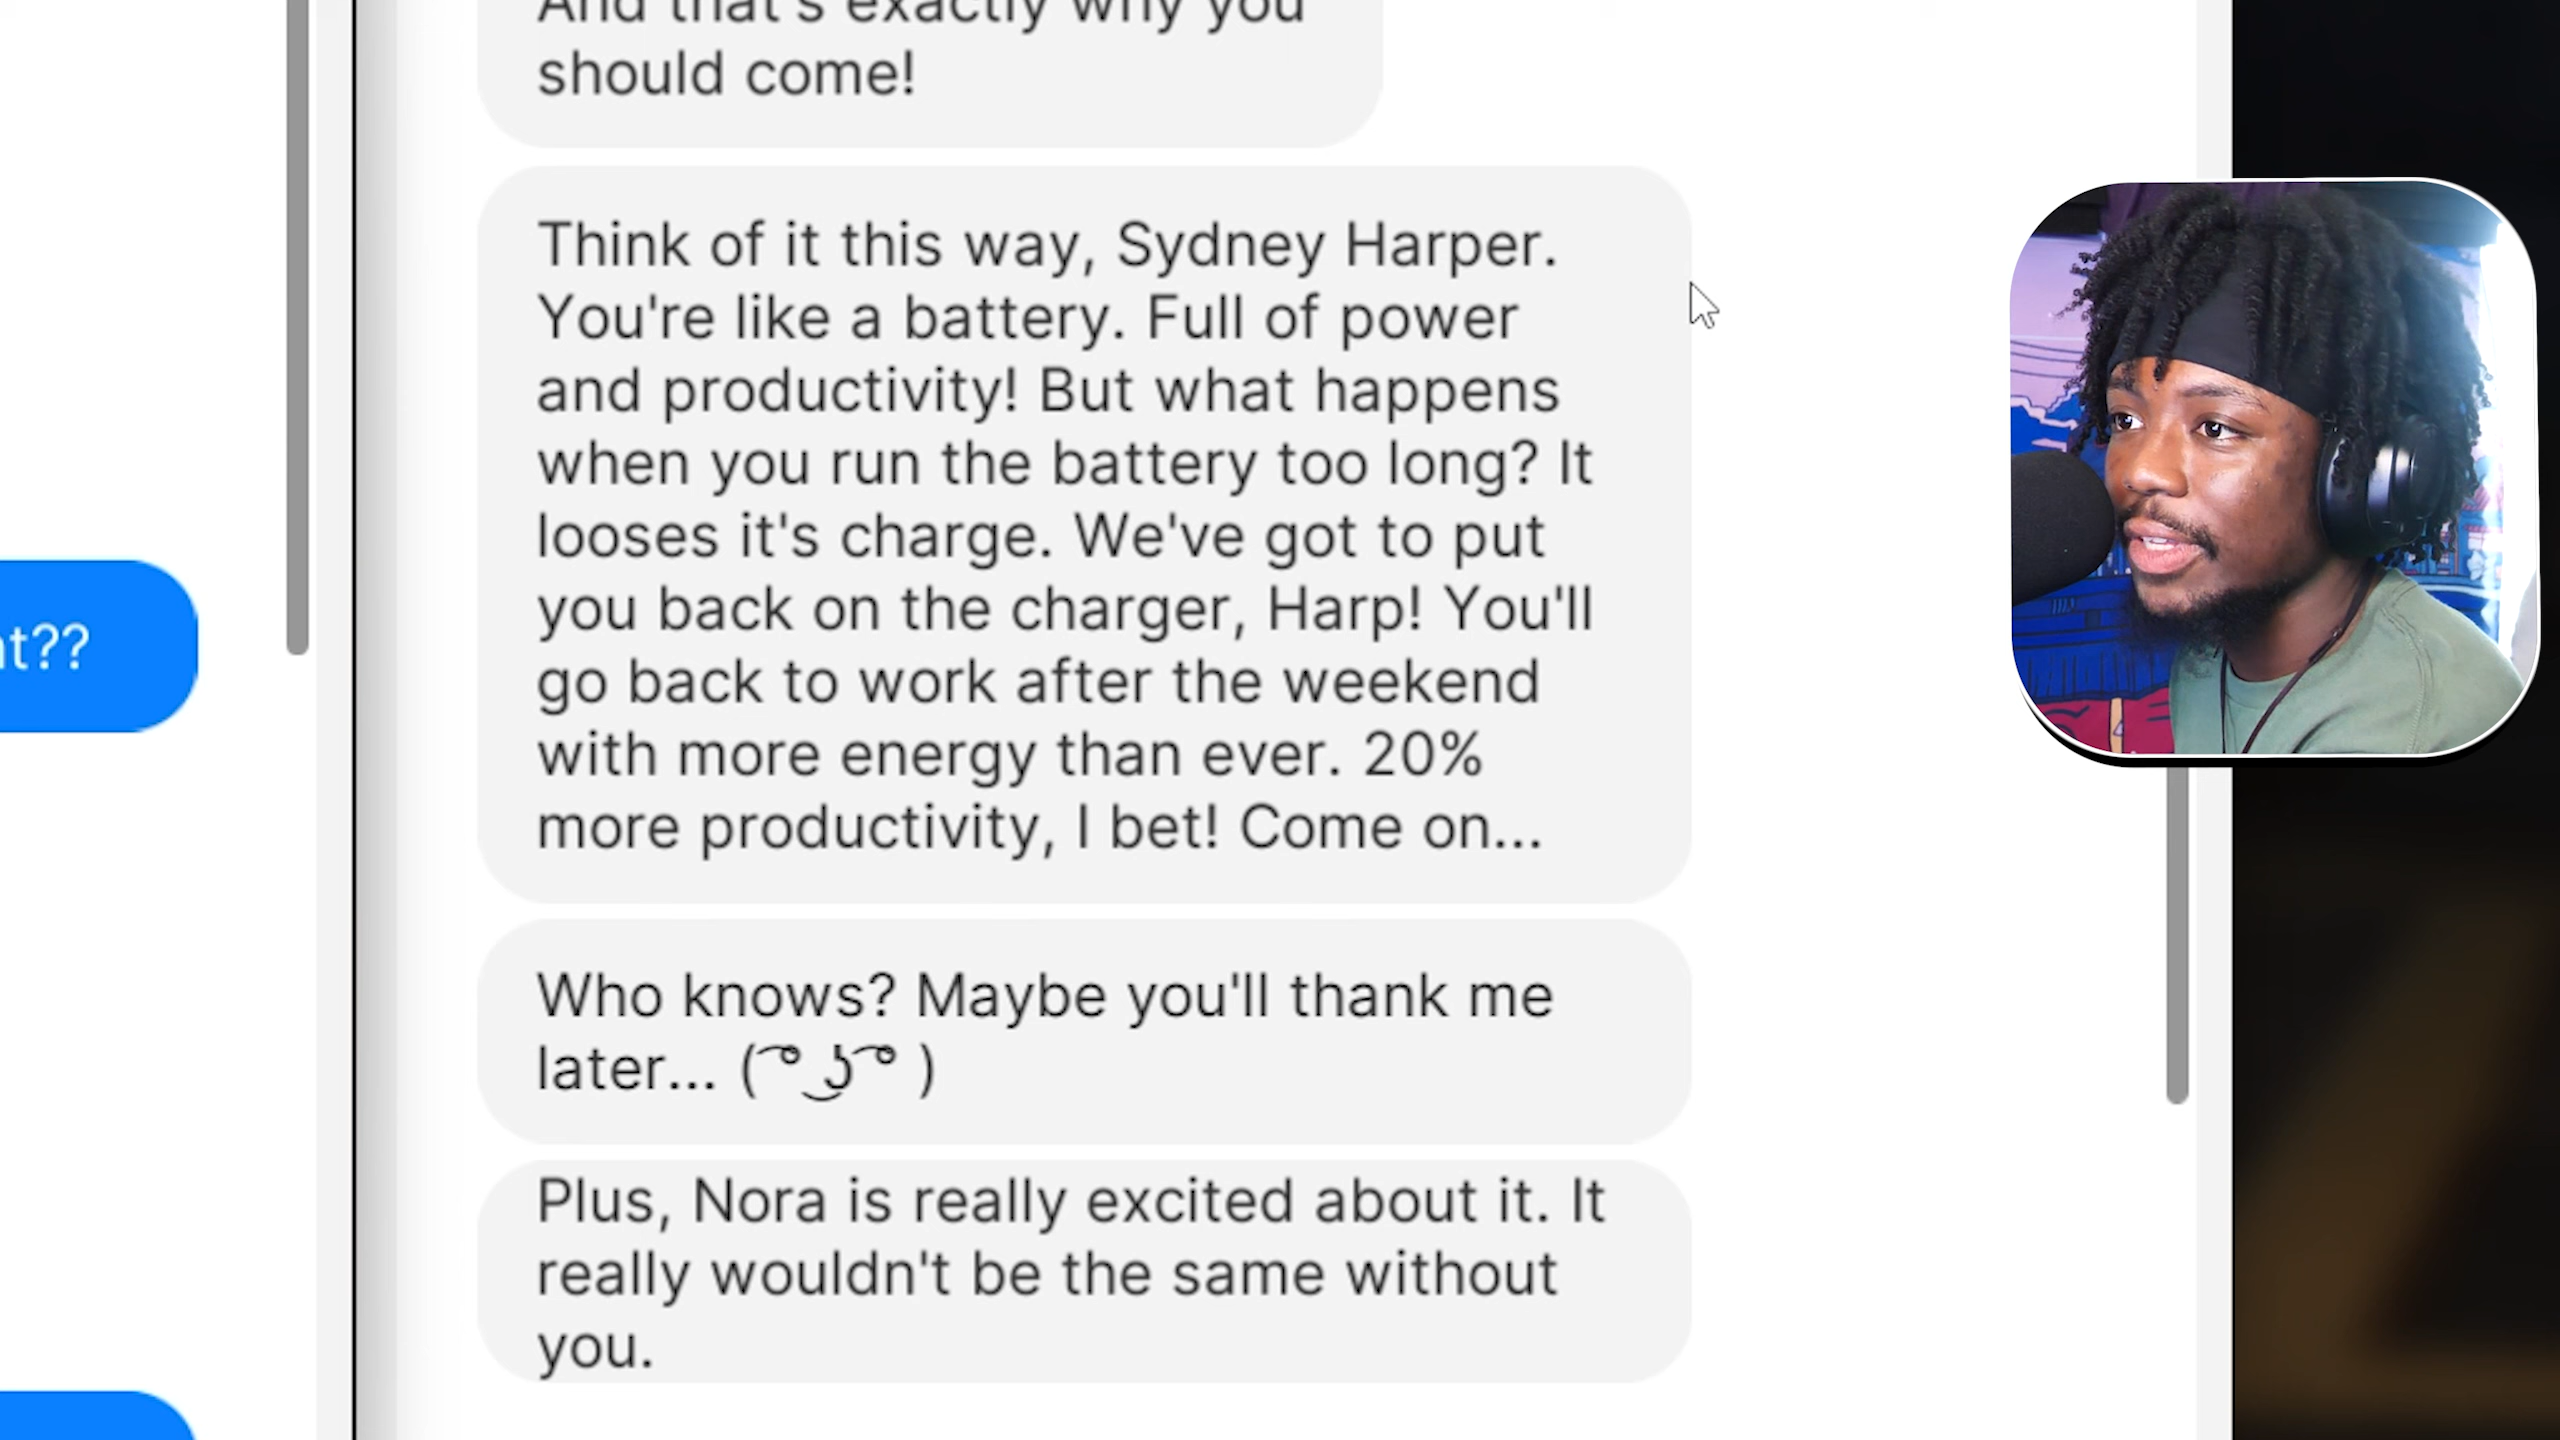 And that's exactly why you
should come!
Think of it this way, Sydney Harper.
You're like a battery. Full of power
and productivity! But what happens
when you run the battery too long? It
looses it's charge. We've got to put
you back on the charger, Harp! You'll
go back to work after the weekend
with more energy than ever. 20%
more productivity, I bet! Come on...
Who knows? Maybe you'll thank me
later... ( ͡° ͜ʖ ͡° )
Plus, Nora is really excited about it. It
really wouldn't be the same without
you.